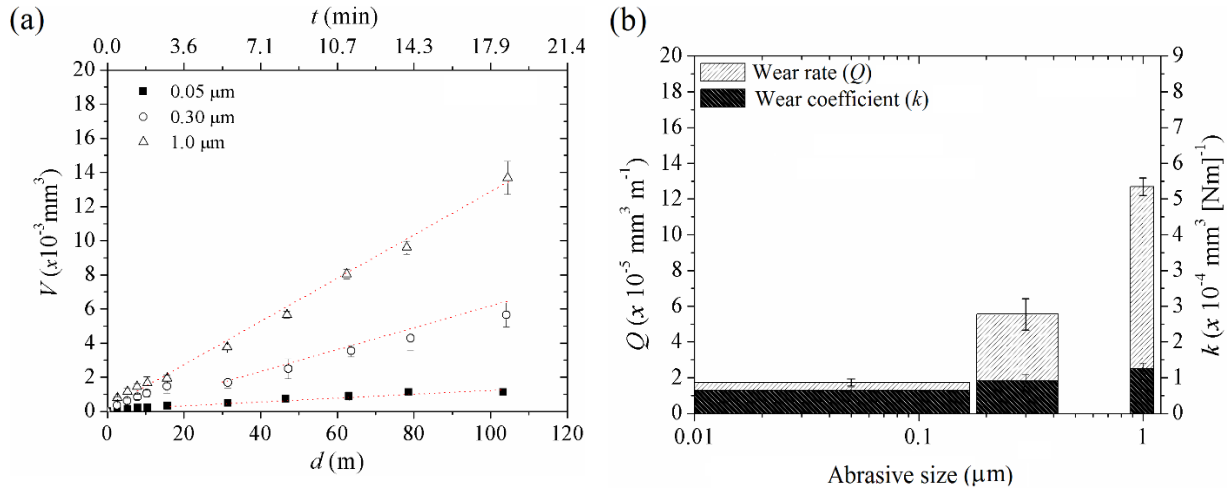 (a)
t (min)
0.0 3.6 7.1 10.7 14.3 17.9 21.4
20
18
16
14
12
10
8
6
4
2
0
V (x10⁻³mm³)
0.05 µm
0.30 µm
1.0 µm
0 20 40 60 80 100 120
d (m)
(b)
20
18
16
14
12
10
8
6
4
2
0
Q (x 10⁻⁵ mm³ m⁻¹)
Wear rate (Q)
Wear coefficient (k)
9
8
7
6
5
4
3
2
1
0
k (x 10⁻⁴ mm³ [Nm]⁻¹)
0.01 0.1 1
Abrasive size (µm)